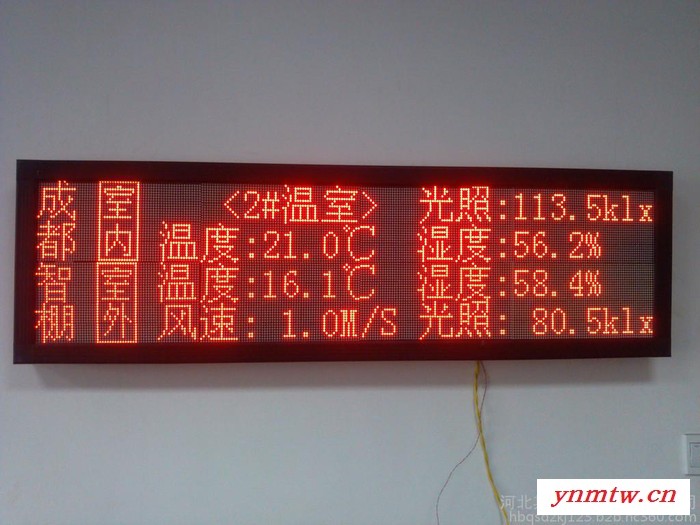 成 室 <2#温室> 光照:113.5klx
都 内 温度:21.0℃ 湿度:56.2%
智 室 温度:16.1℃ 湿度:58.4%
棚 外 风速: 1.0M/S 光照: 80.5klx
河北
ynmtw.cn